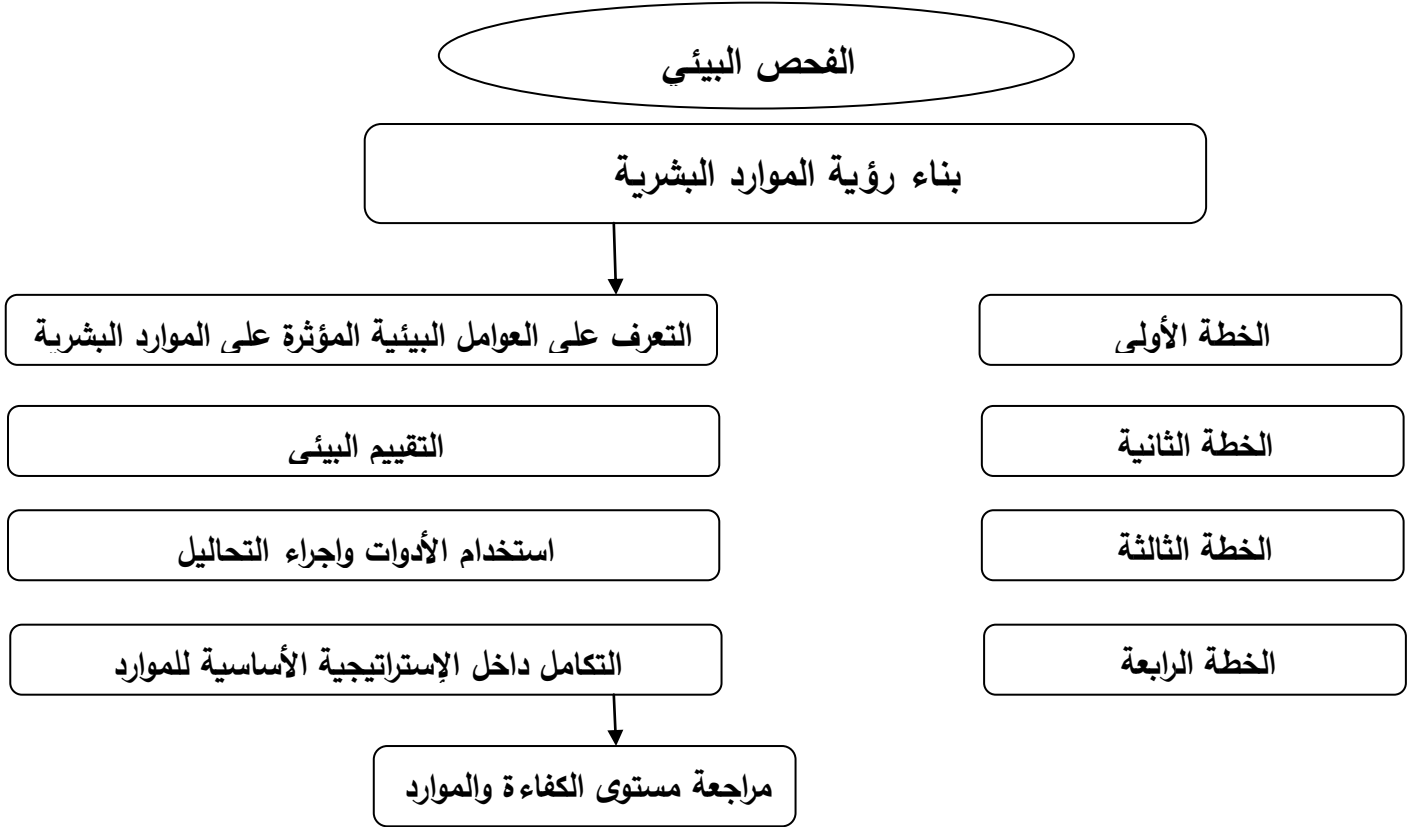 الفحص البيئي
بناء رؤية الموارد البشرية
الخطة الأولى
التعرف على العوامل البيئية المؤثرة على الموارد البشرية
الخطة الثانية
التقييم البيئي
الخطة الثالثة
استخدام الأدوات واجراء التحاليل
الخطة الرابعة
التكامل داخل الإستراتيجية الأساسية للموارد
مراجعة مستوى الكفاءة والموارد